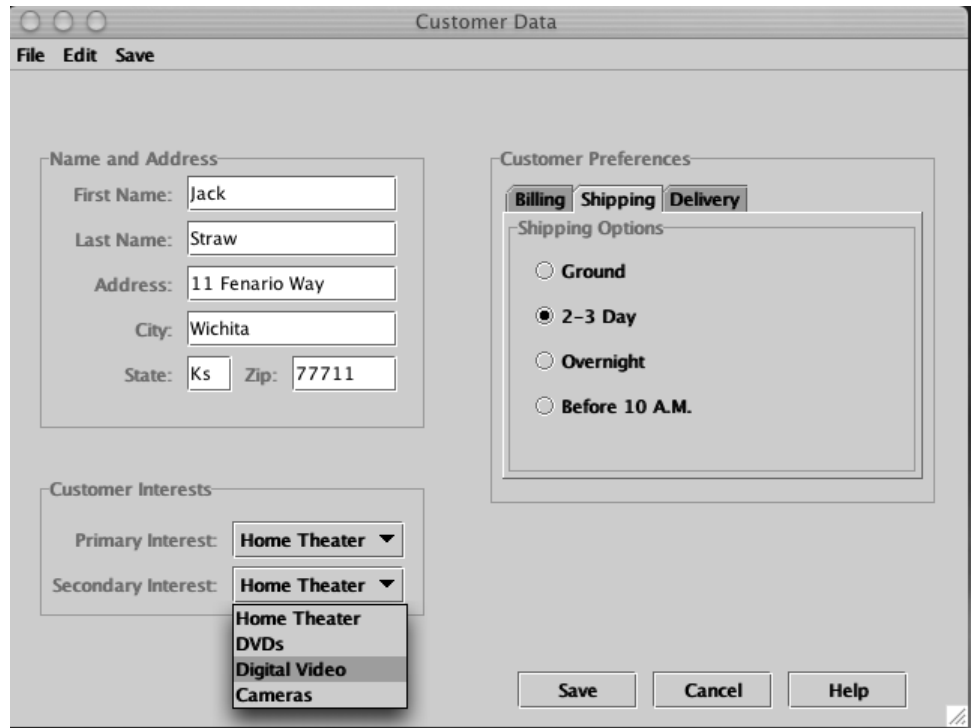 Customer Data
File Edit Save
Name and Address
First Name: Jack
Last Name: Straw
Address: 11 Fenario Way
City: Wichita
State: Ks Zip: 77711
Customer Interests
Primary Interest: Home Theater
Secondary Interest: Home Theater
Home Theater
DVDs
Digital Video
Cameras
Customer Preferences
Billing Shipping Delivery
Shipping Options
Ground
2-3 Day
Overnight
Before 10 A.M.
Save Cancel Help